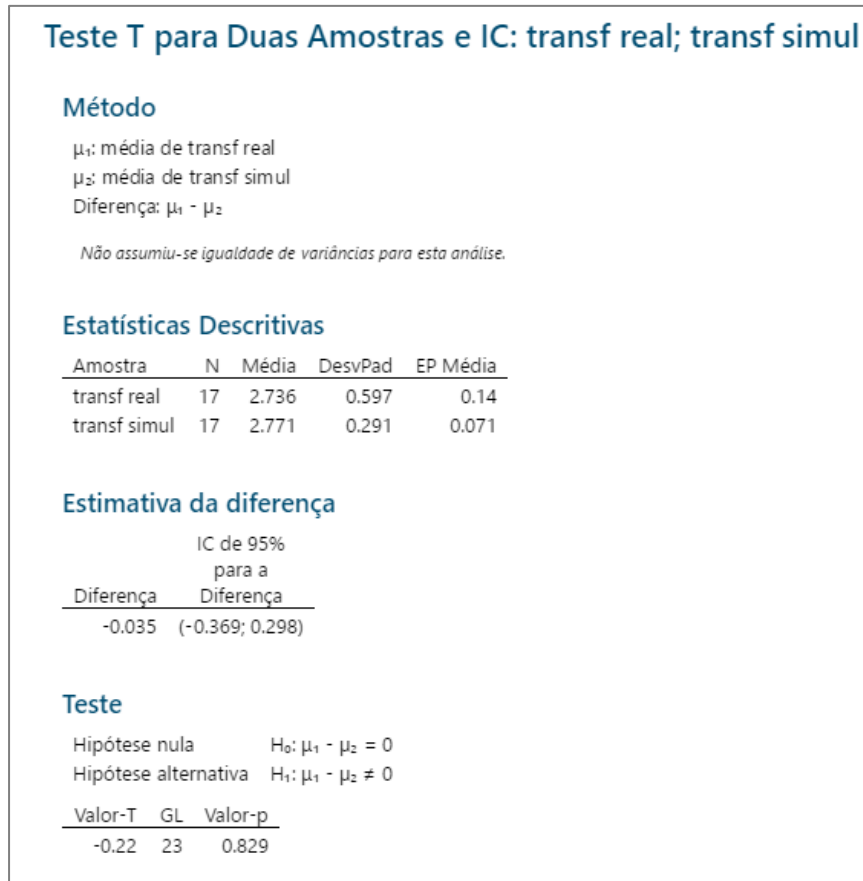 Teste T para Duas Amostras e IC: transf real; transf simul
Método
μ₁: média de transf real
μ₂: média de transf simul
Diferença: μ₁ - μ₂
Não assumiu-se igualdade de variâncias para esta análise.
Estatísticas Descritivas
Amostra N Média DesvPad EP Média
transf real 17 2.736 0.597 0.14
transf simul 17 2.771 0.291 0.071
Estimativa da diferença
IC de 95%
para a
Diferença Diferença
-0.035 (-0.369; 0.298)
Teste
Hipótese nula H₀: μ₁ - μ₂ = 0
Hipótese alternativa H₁: μ₁ - μ₂ ≠ 0
Valor-T GL Valor-p
-0.22 23 0.829